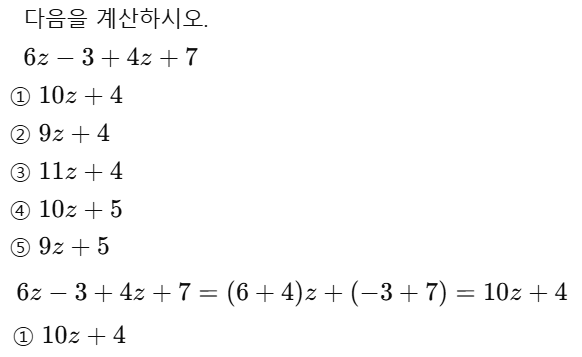 다음을 계산하시오.
6z − 3 + 4z + 7
① 10z + 4
② 9z + 4
③ 11z + 4
④ 10z + 5
⑤ 9z + 5
6z − 3 + 4z + 7 = (6 + 4)z + (−3 + 7) = 10z + 4
① 10z + 4